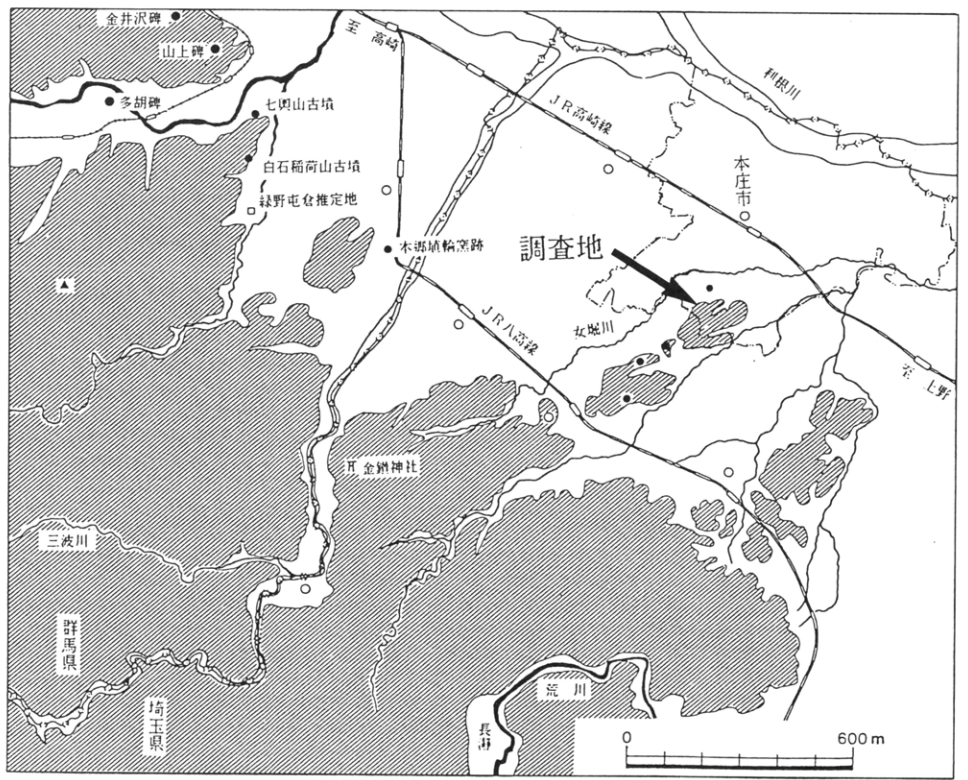 金井沢碑
山上碑
多胡碑
七輿山古墳
白石稲荷山古墳
緑野屯倉推定地
至 高崎
JR高崎線
利根川
本庄市
本郷埴輪窯跡
調査地
女堀川
JR八高線
至 上野
金鑚神社
三波川
群馬県
埼玉県
荒川
長瀞
0
600m